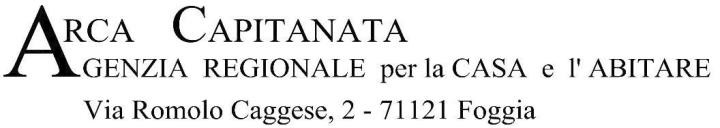 ARCA CAPITANATA
AGENZIA REGIONALE per la CASA e l' ABITARE
Via Romolo Caggese, 2 - 71121 Foggia